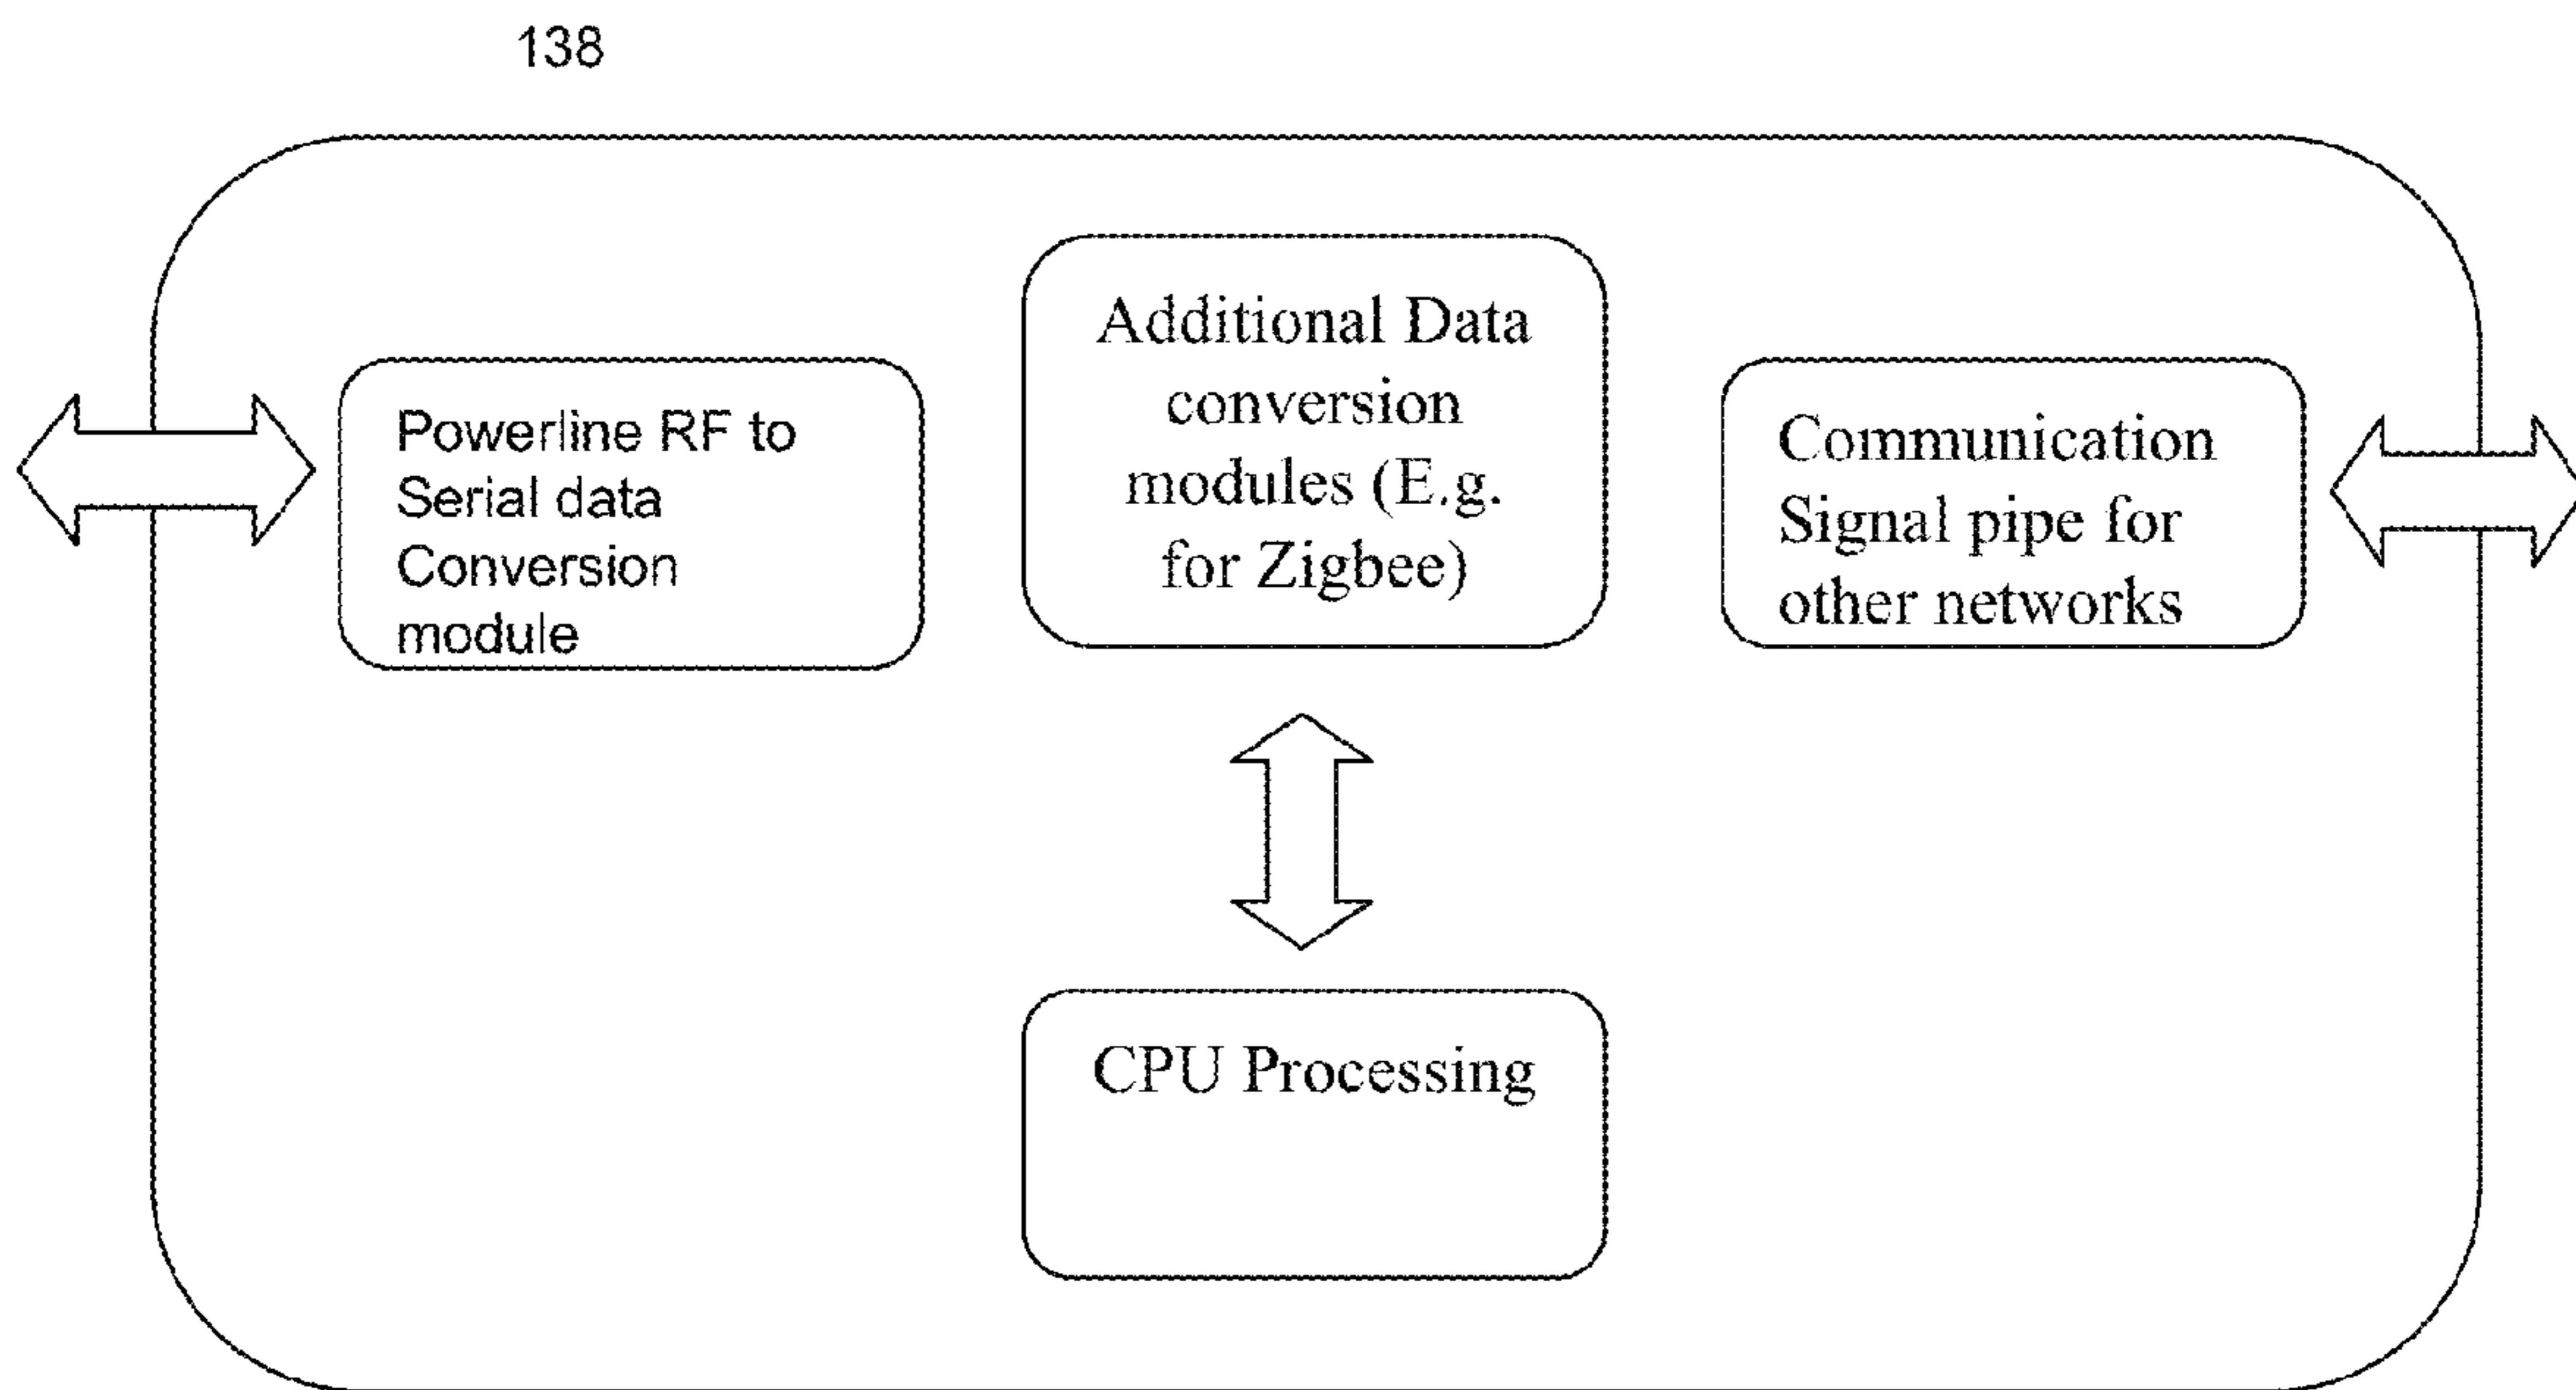 138
Powerline RF to
Serial data
Conversion
module
Additional Data
conversion
modules (E.g.
for Zigbee)
Communication
Signal pipe for
other networks
CPU Processing